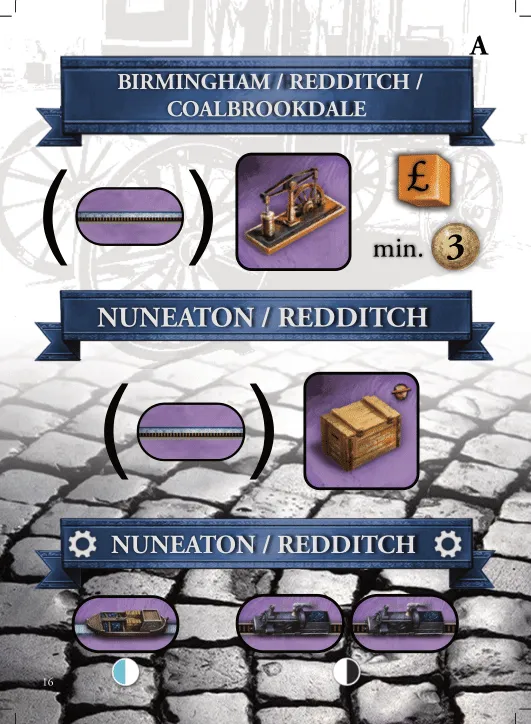 A
BIRMINGHAM / REDDITCH /
COALBROOKDALE
£
min. 3
NUNEATON / REDDITCH
NUNEATON / REDDITCH
16